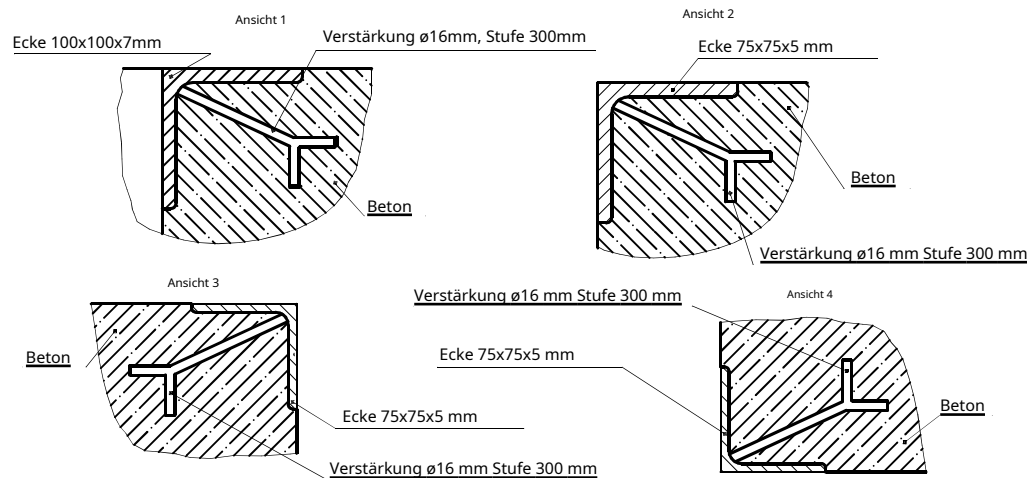 Ansicht 1
Ecke 100x100x7mm
Verstärkung ø16mm, Stufe 300mm
Beton
Ansicht 2
Ecke 75x75x5 mm
Beton
Verstärkung ø16 mm Stufe 300 mm
Ansicht 3
Beton
Ecke 75x75x5 mm
Verstärkung ø16 mm Stufe 300 mm
Ansicht 4
Verstärkung ø16 mm Stufe 300 mm
Ecke 75x75x5 mm
Beton